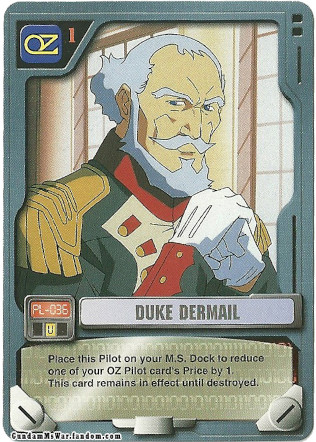 OZ 1
DUKE DERMAIL
PL-036
U
Place this Pilot on your M.S. Dock to reduce
one of your OZ Pilot card's Price by 1.
This card remains in effect until destroyed.
GundamMsWar.fandom.com